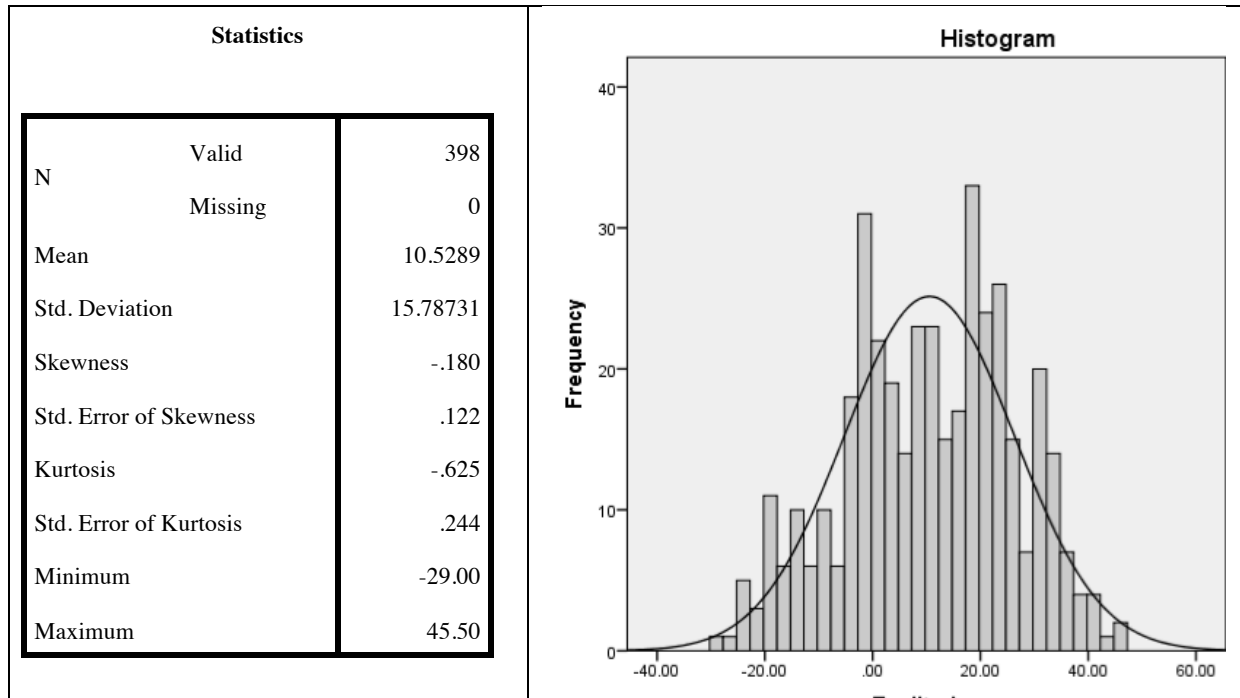 Statistics
N
Valid 398
Missing 0
Mean 10.5289
Std. Deviation 15.78731
Skewness -.180
Std. Error of Skewness .122
Kurtosis -.625
Std. Error of Kurtosis .244
Minimum -29.00
Maximum 45.50
Histogram
Frequency
40
30
20
10
0
-40.00 -20.00 .00 20.00 40.00 60.00